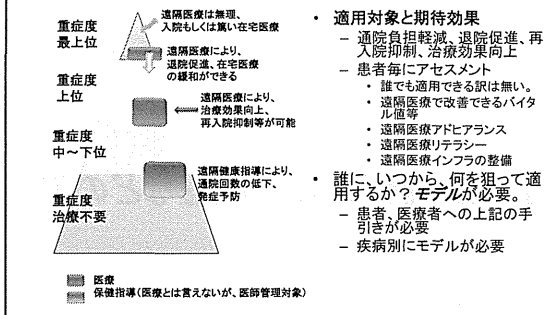 重症度
最上位
遠隔医療は無理、
入院もしくは篤い在宅医療
遠隔医療により、
退院促進、在宅医療
の緩和ができる
重症度
上位
遠隔医療により、
治療効果向上、
再入院抑制等が可能
重症度
中～下位
遠隔健康指導により、
通院回数の低下、
発症予防
重症度
治療不要
医療
保健指導(医療とは言えないが、医師管理対象)
• 適用対象と期待効果
– 通院負担軽減、退院促進、再
入院抑制、治療効果向上
– 患者毎にアセスメント
• 誰でも適用できる訳は無い。
• 遠隔医療で改善できるバイタ
ル値等
• 遠隔医療アドヒアランス
• 遠隔医療リテラシー
• 遠隔医療インフラの整備
• 誰に、いつから、何を狙って適
用するか？モデルが必要。
– 患者、医療者への上記の手
引きが必要
– 疾病別にモデルが必要